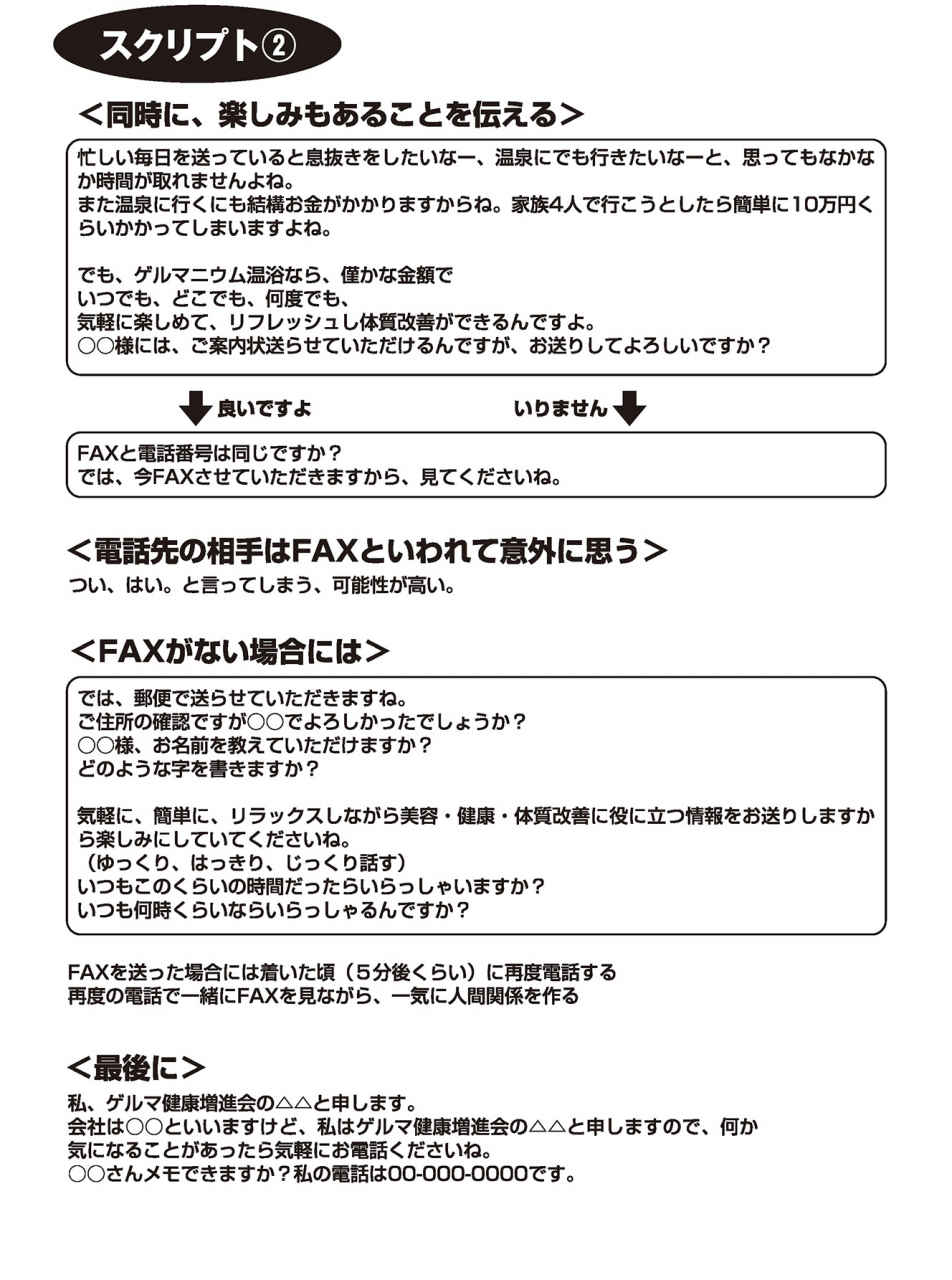 スクリプト②
＜同時に、楽しみもあることを伝える＞
忙しい毎日を送っていると息抜きをしたいなー、温泉にでも行きたいなーと、思ってもなかな
か時間が取れませんよね。
また温泉に行くにも結構お金がかかりますからね。家族4人で行こうとしたら簡単に10万円く
らいかかってしまいますよね。
でも、ゲルマニウム温浴なら、僅かな金額で
いつでも、どこでも、何度でも、
気軽に楽しめて、リフレッシュし体質改善ができるんですよ。
○○様には、ご案内状送らせていただけるんですが、お送りしてよろしいですか？
良いですよ
いりません
FAXと電話番号は同じですか？
では、今FAXさせていただきますから、見てくださいね。
＜電話先の相手はFAXといわれて意外に思う＞
つい、はい。と言ってしまう、可能性が高い。
＜FAXがない場合には＞
では、郵便で送らせていただきますね。
ご住所の確認ですが○○でよろしかったでしょうか？
○○様、お名前を教えていただけますか？
どのような字を書きますか？
気軽に、簡単に、リラックスしながら美容・健康・体質改善に役に立つ情報をお送りしますか
ら楽しみにしていてくださいね。
（ゆっくり、はっきり、じっくり話す）
いつもこのくらいの時間だったらいらっしゃいますか？
いつも何時くらいならいらっしゃるんですか？
FAXを送った場合には着いた頃（５分後くらい）に再度電話する
再度の電話で一緒にFAXを見ながら、一気に人間関係を作る
＜最後に＞
私、ゲルマ健康増進会の△△と申します。
会社は○○といいますけど、私はゲルマ健康増進会の△△と申しますので、何か
気になることがあったら気軽にお電話くださいね。
○○さんメモできますか？私の電話は00-000-0000です。